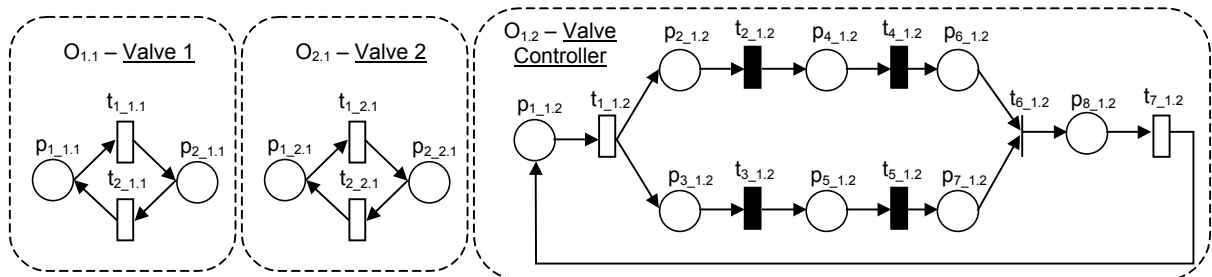 O1.1 – Valve 1
t1_1.1
p1_1.1
p2_1.1
t2_1.1
O2.1 – Valve 2
t1_2.1
p1_2.1
p2_2.1
t2_2.1
O1.2 – Valve
Controller
p1_1.2
t1_1.2
p2_1.2
t2_1.2
p4_1.2
t4_1.2
p6_1.2
t6_1.2
p8_1.2
t7_1.2
p3_1.2
t3_1.2
p5_1.2
t5_1.2
p7_1.2